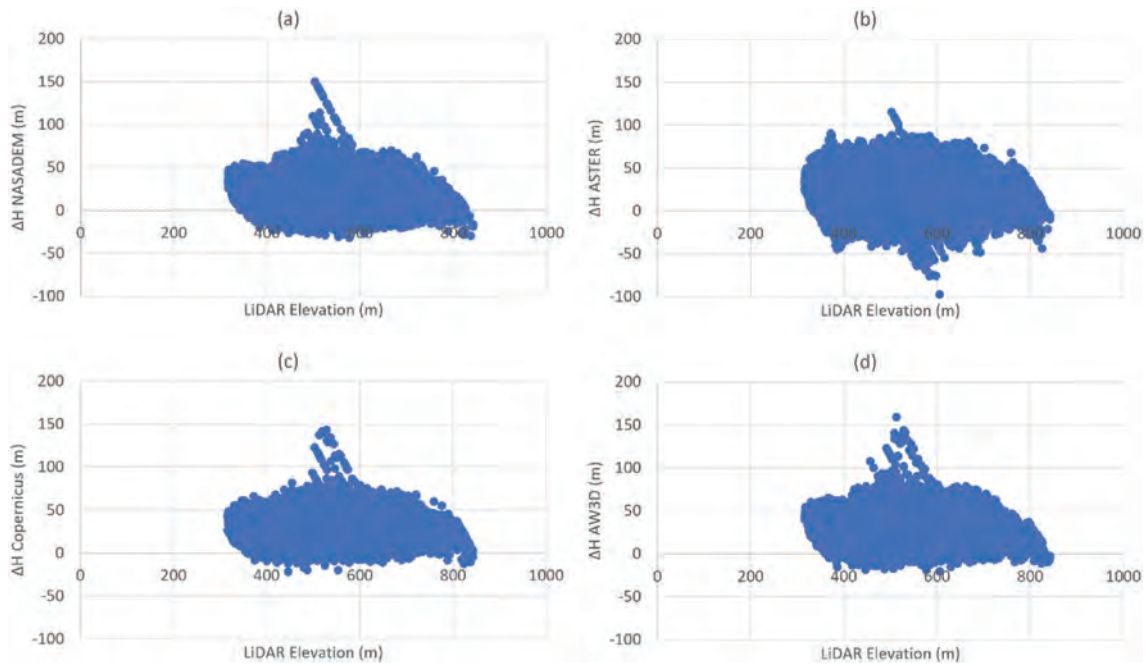 (a)
200
150
100
50
0
-50
-100
0 200 400 600 800 1000
ΔH NASADEM (m)
LiDAR Elevation (m)
(b)
200
150
100
50
0
-50
-100
0 200 400 600 800 1000
ΔH ASTER (m)
LiDAR Elevation (m)
(c)
200
150
100
50
0
-50
-100
0 200 400 600 800 1000
ΔH Copernicus (m)
LiDAR Elevation (m)
(d)
200
150
100
50
0
-50
-100
0 200 400 600 800 1000
ΔH AW3D (m)
LiDAR Elevation (m)